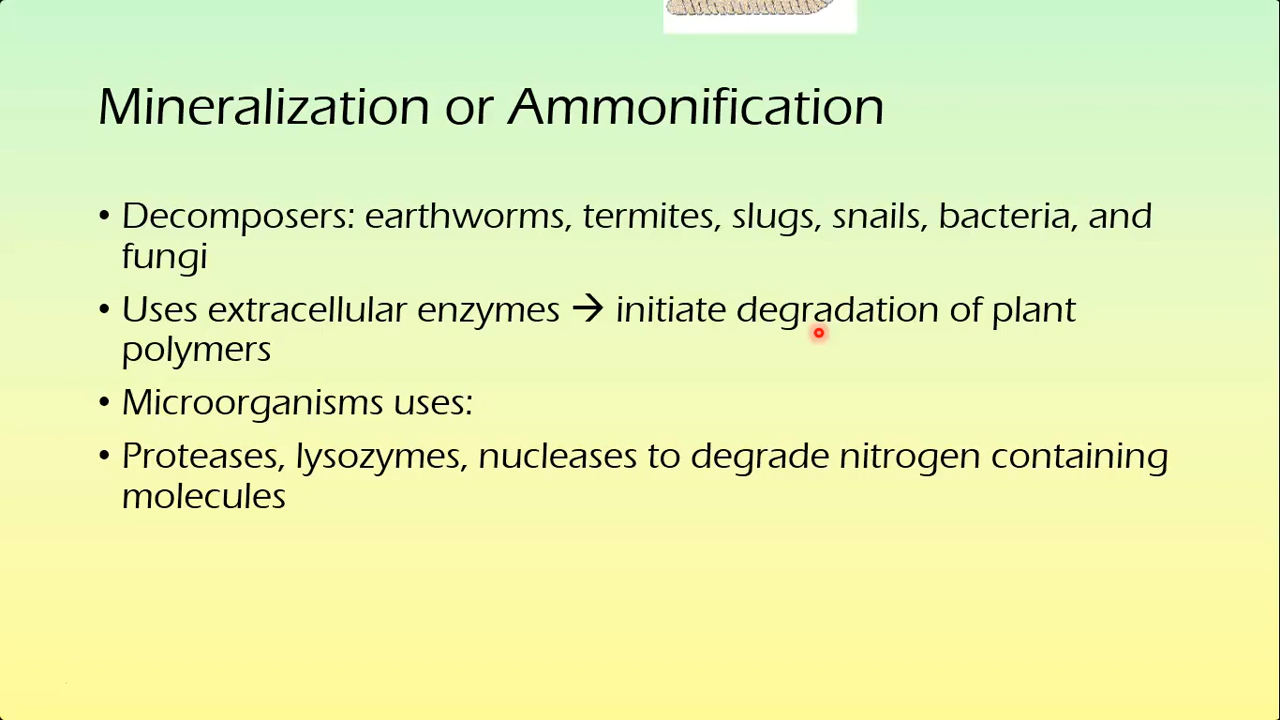 Mineralization or Ammonification
• Decomposers: earthworms, termites, slugs, snails, bacteria, and
fungi
• Uses extracellular enzymes → initiate degradation of plant
polymers
• Microorganisms uses:
• Proteases, lysozymes, nucleases to degrade nitrogen containing
molecules